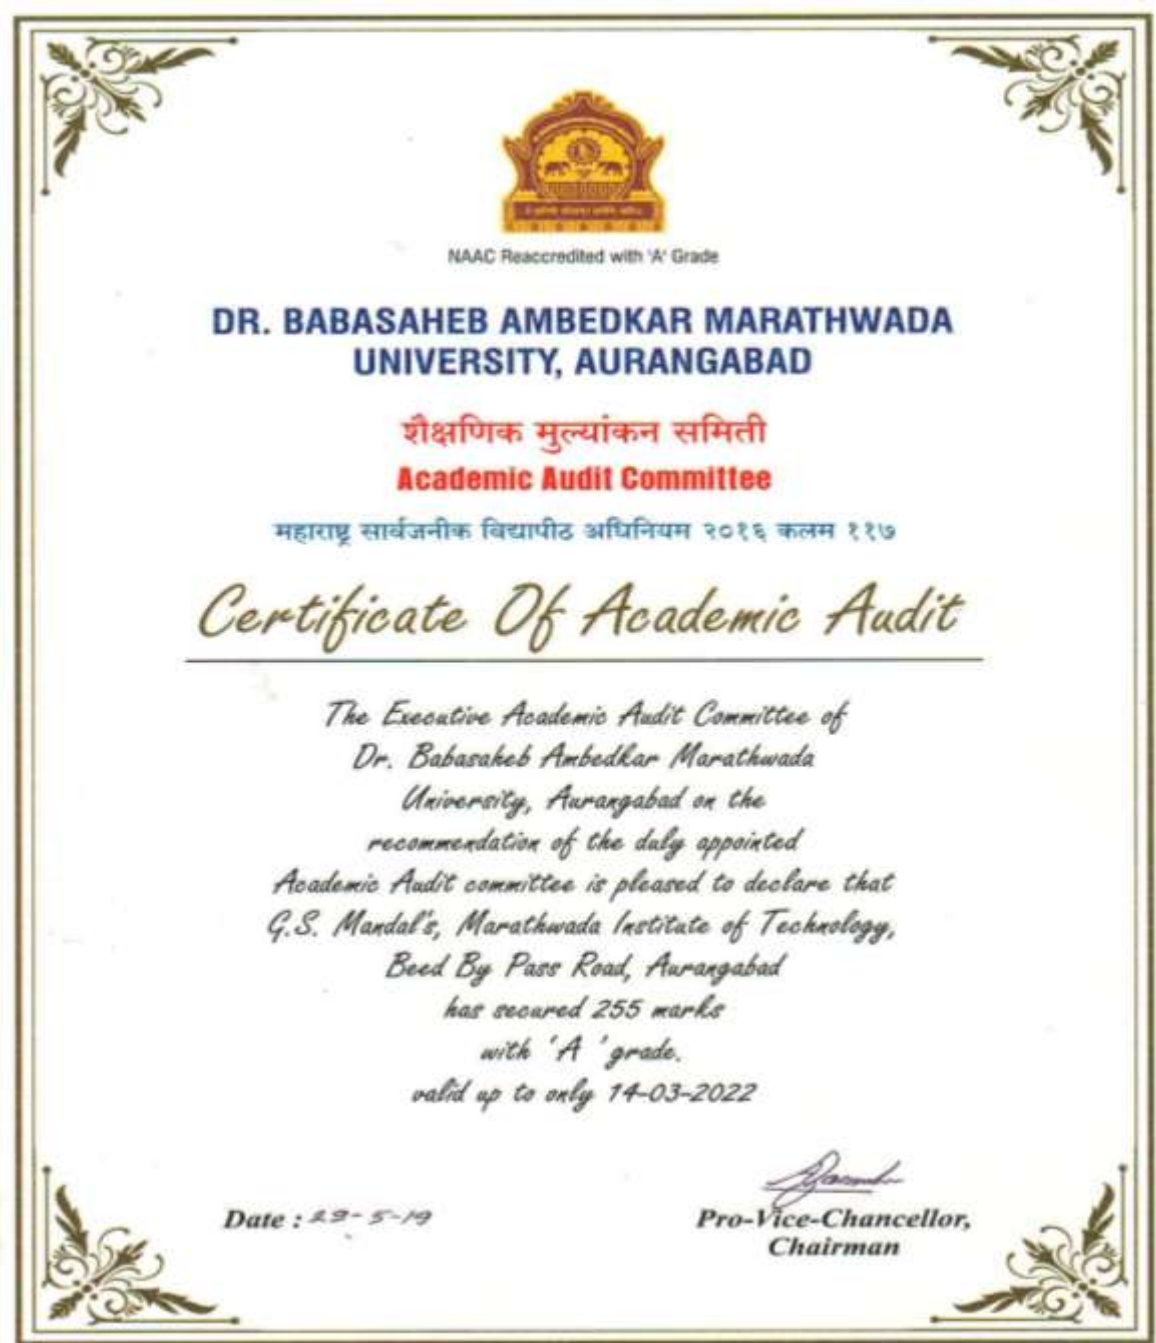 NAAC Reaccredited with 'A' Grade
DR. BABASAHEB AMBEDKAR MARATHWADA
UNIVERSITY, AURANGABAD
शैक्षणिक मुल्यांकन समिती
Academic Audit Committee
महाराष्ट्र सार्वजनीक विद्यापीठ अधिनियम २०१६ कलम ११७
Certificate Of Academic Audit
The Executive Academic Audit Committee of
Dr. Babasaheb Ambedkar Marathwada
University, Aurangabad on the
recommendation of the duly appointed
Academic Audit committee is pleased to declare that
G.S. Mandal's, Marathwada Institute of Technology,
Beed By Pass Road, Aurangabad
has secured 255 marks
with 'A ' grade.
valid up to only 14-03-2022
Date : 29-5-19
Pro-Vice-Chancellor,
Chairman